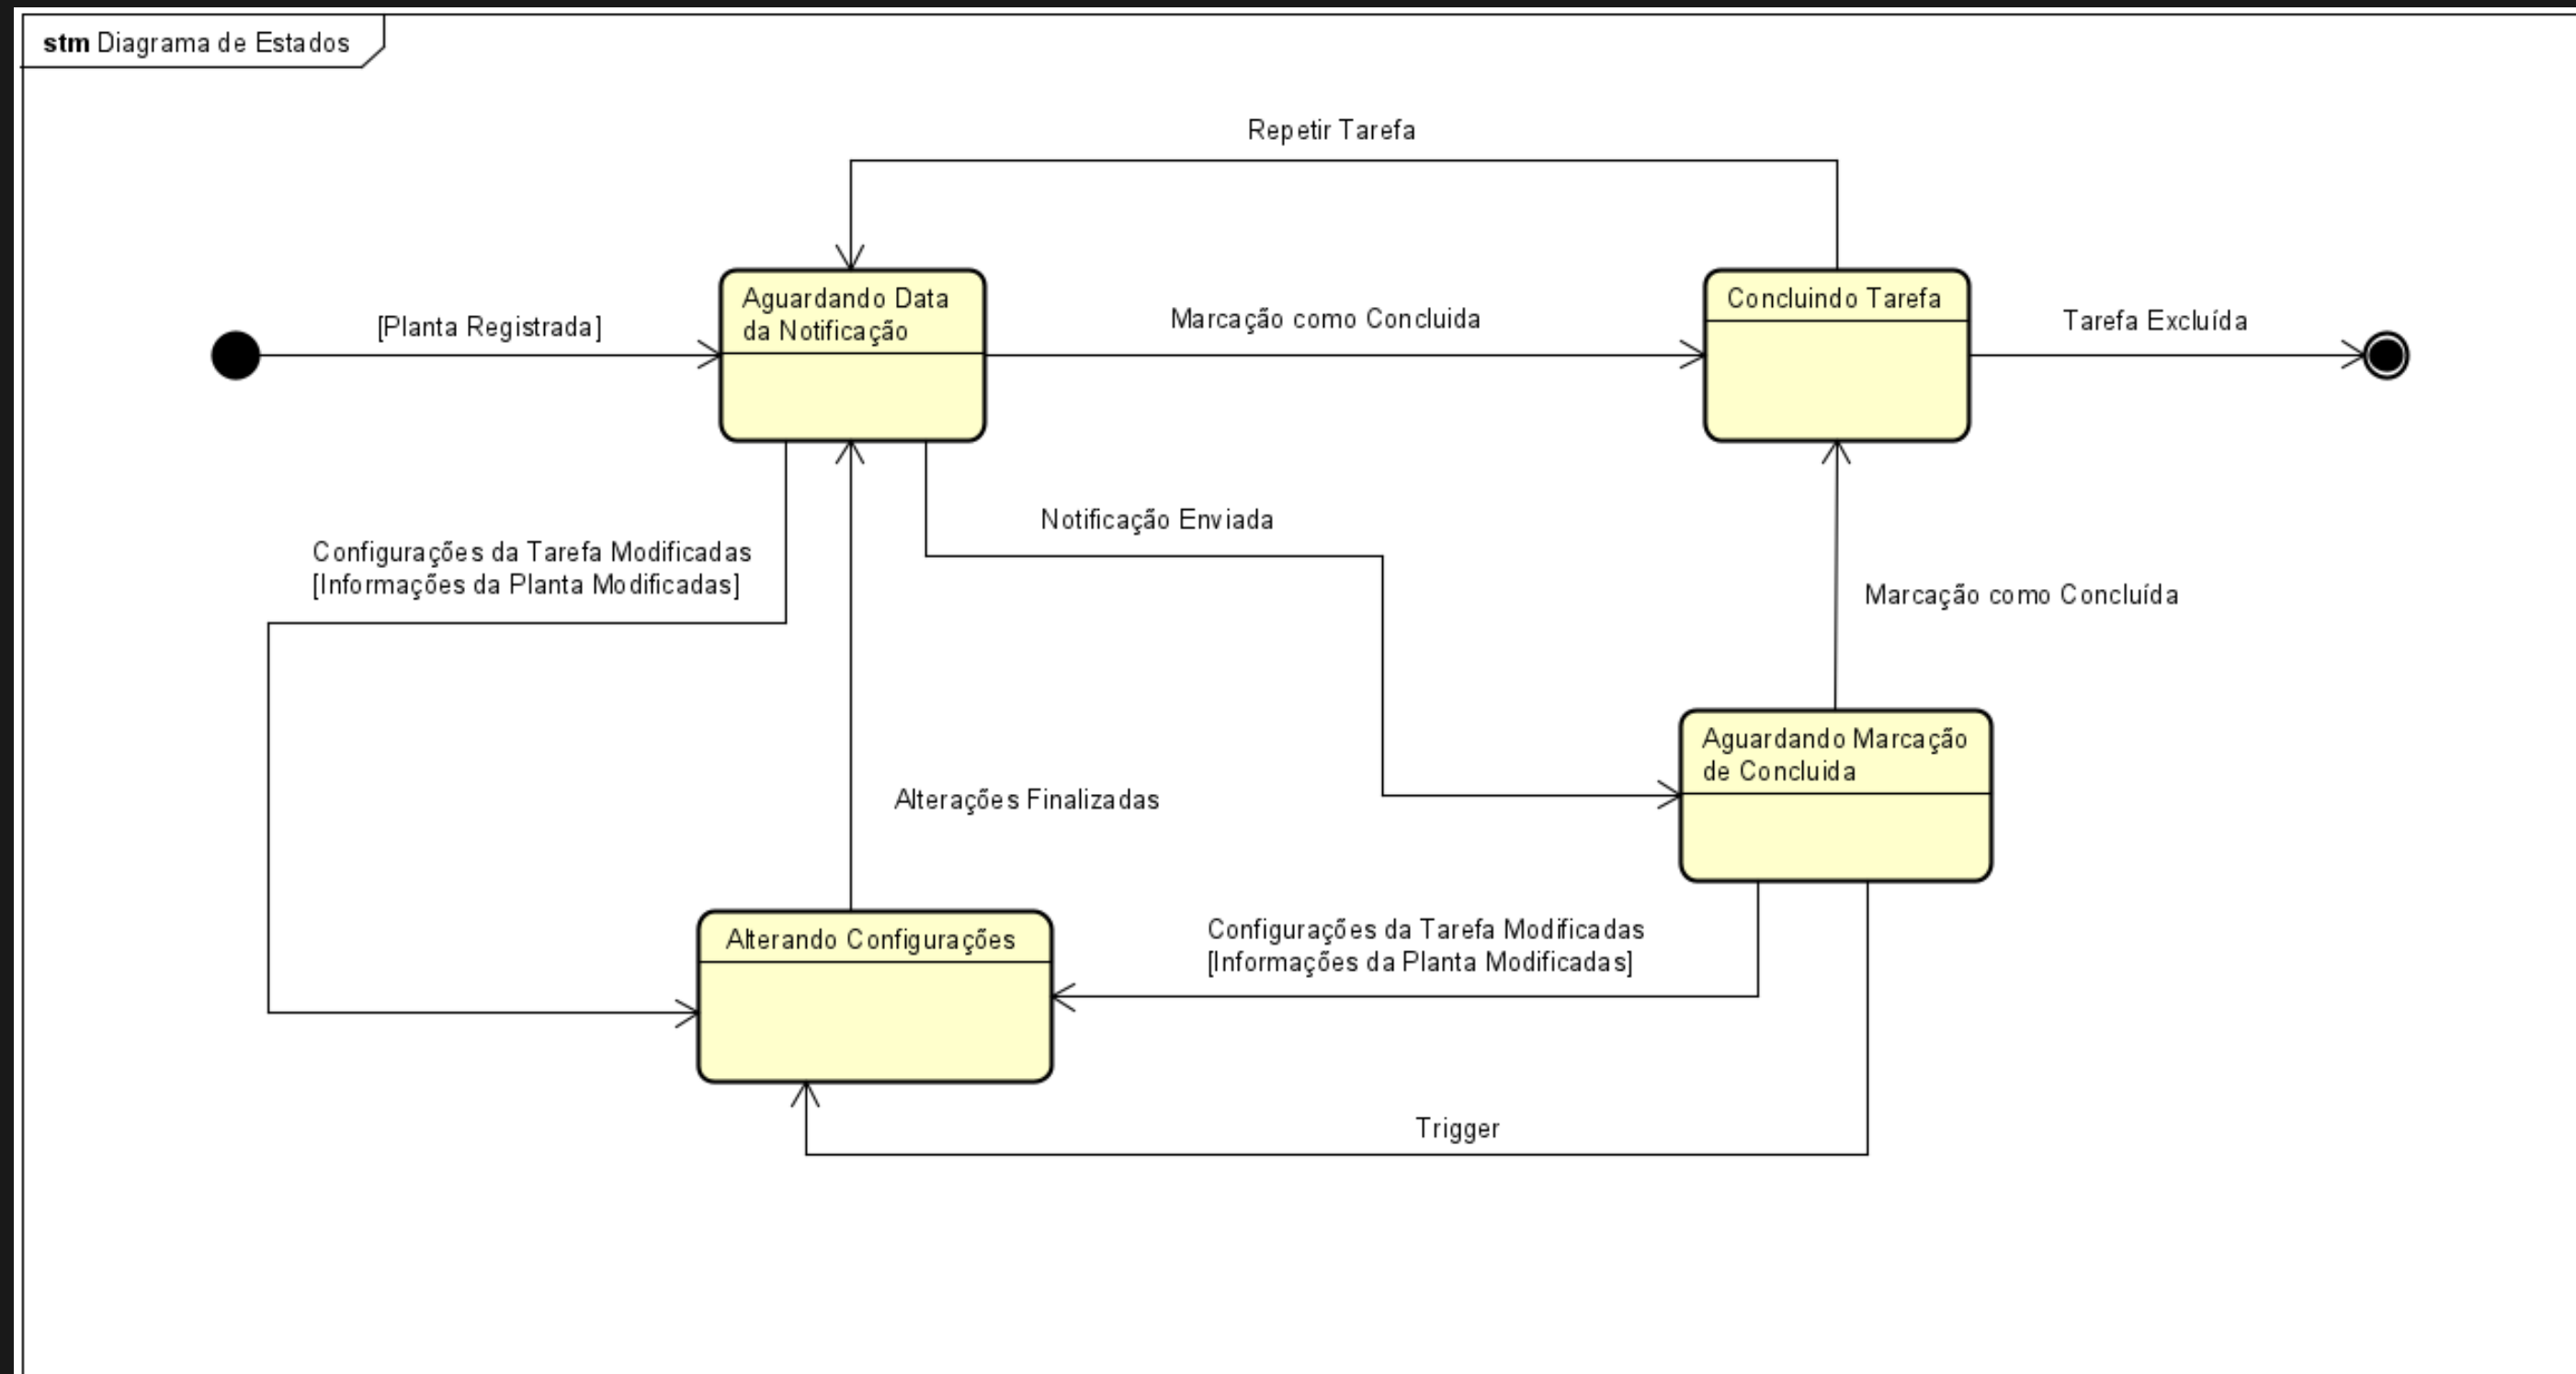 stm Diagrama de Estados
Repetir Tarefa
[Planta Registrada]
Aguardando Data
da Notificação
Marcação como Concluida
Concluindo Tarefa
Tarefa Excluída
Notificação Enviada
Configurações da Tarefa Modificadas
[Informações da Planta Modificadas]
Marcação como Concluída
Aguardando Marcação
de Concluida
Alterações Finalizadas
Alterando Configurações
Configurações da Tarefa Modificadas
[Informações da Planta Modificadas]
Trigger